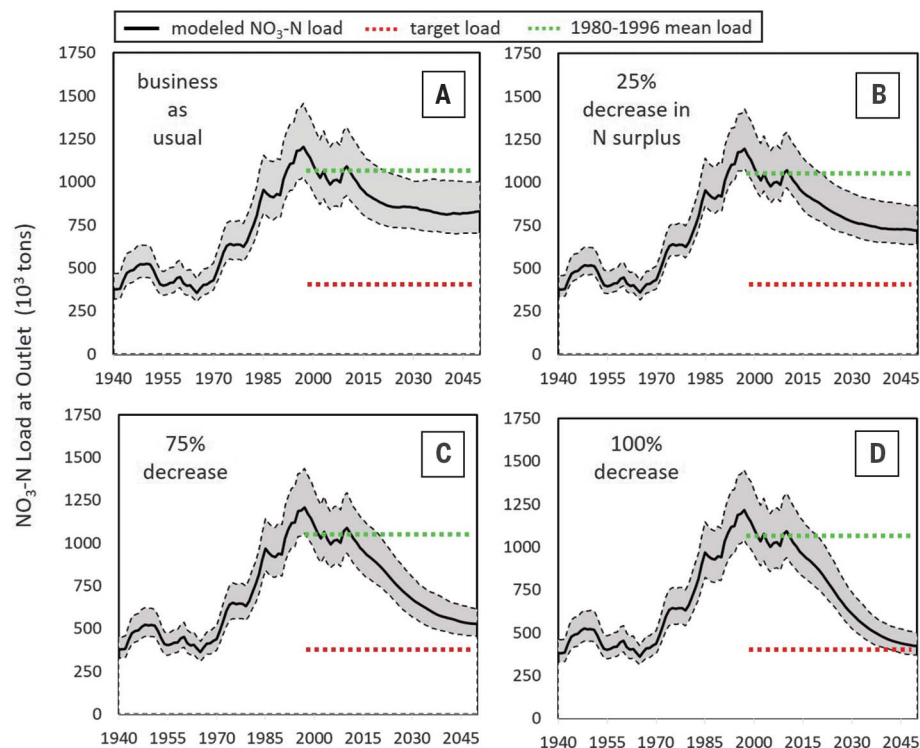 modeled NO₃-N load target load 1980-1996 mean load
NO₃-N Load at Outlet (10³ tons)
A
business
as
usual
1750
1500
1250
1000
750
500
250
0
1940 1955 1970 1985 2000 2015 2030 2045
B
25%
decrease in
N surplus
1750
1500
1250
1000
750
500
250
0
1940 1955 1970 1985 2000 2015 2030 2045
C
75%
decrease
1750
1500
1250
1000
750
500
250
0
1940 1955 1970 1985 2000 2015 2030 2045
D
100%
decrease
1750
1500
1250
1000
750
500
250
0
1940 1955 1970 1985 2000 2015 2030 2045